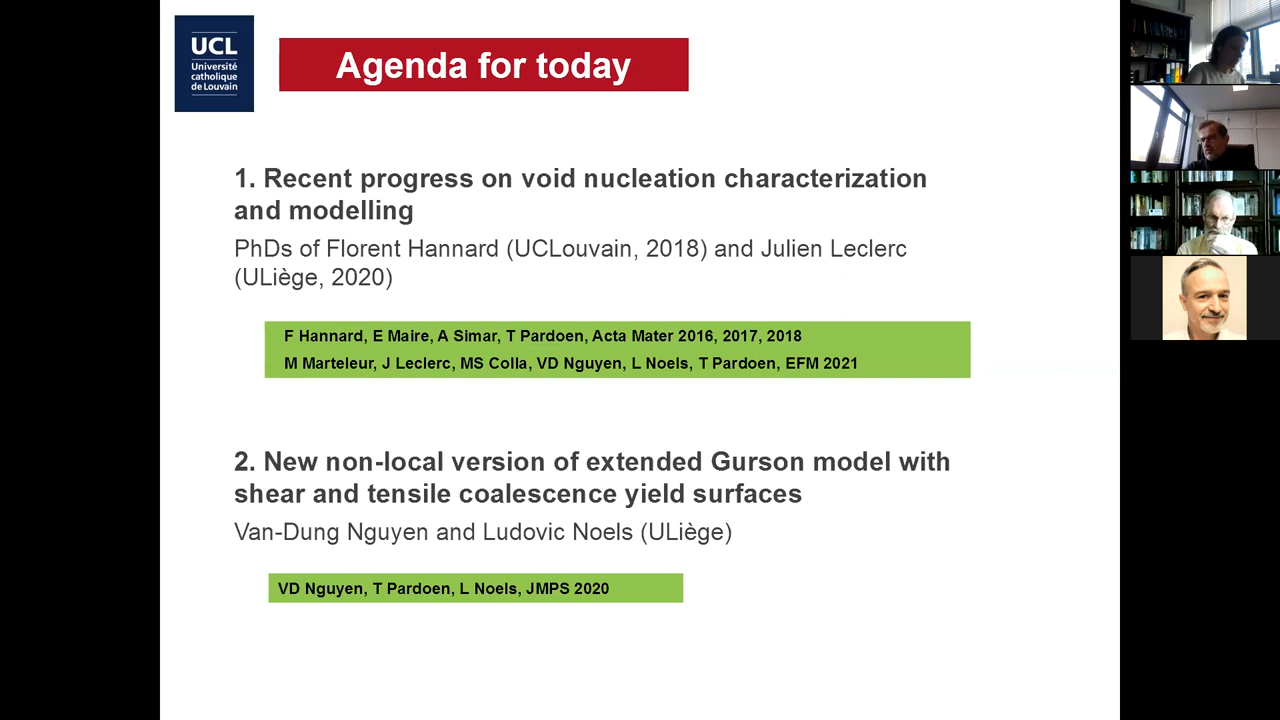 UCL
Université
catholique
de Louvain
Agenda for today
1. Recent progress on void nucleation characterization
and modelling
PhDs of Florent Hannard (UCLouvain, 2018) and Julien Leclerc
(ULiège, 2020)
F Hannard, E Maire, A Simar, T Pardoen, Acta Mater 2016, 2017, 2018
M Marteleur, J Leclerc, MS Colla, VD Nguyen, L Noels, T Pardoen, EFM 2021
2. New non-local version of extended Gurson model with
shear and tensile coalescence yield surfaces
Van-Dung Nguyen and Ludovic Noels (ULiège)
VD Nguyen, T Pardoen, L Noels, JMPS 2020